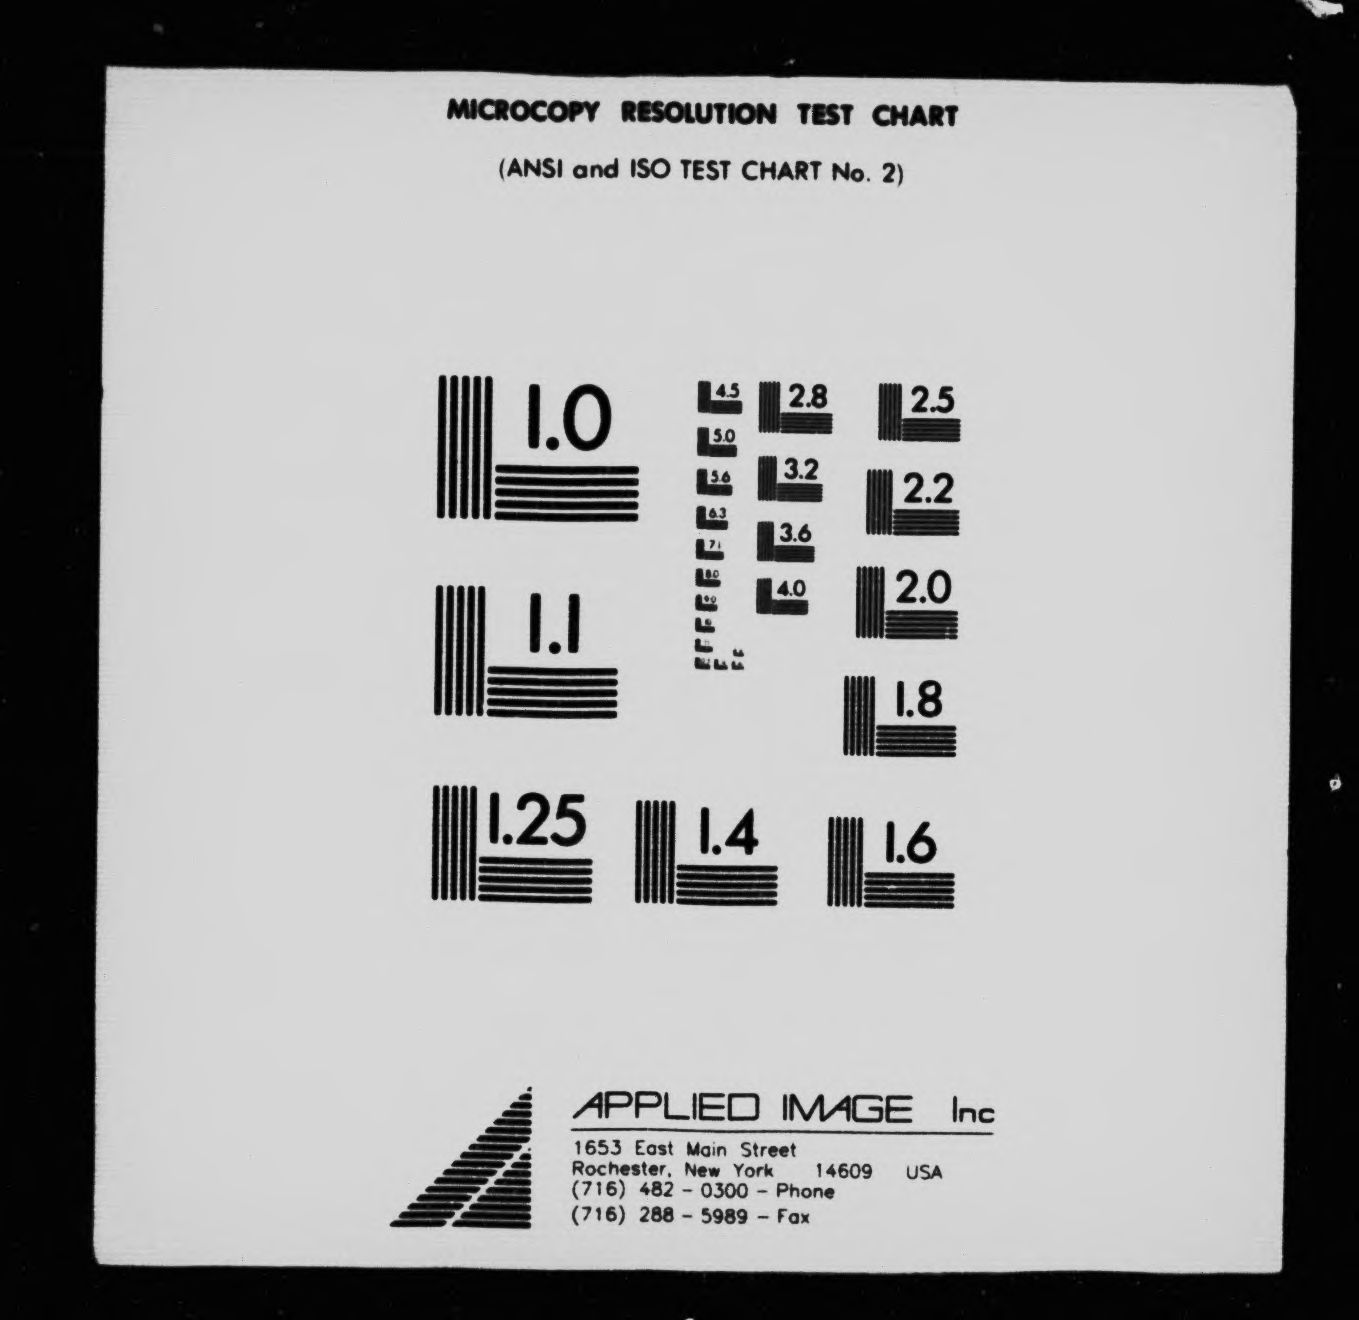 MICROCOPY RESOLUTION TEST CHART
(ANSI and ISO TEST CHART No. 2)
1.0
1.1
1.25
1.4
1.6
1.8
2.0
2.2
2.5
2.8
3.2
3.6
4.0
4.5
5.0
5.6
6.3
7.1
8.0
9.0
APPLIED IMAGE Inc
1653 East Main Street
Rochester, New York 14609 USA
(716) 482 - 0300 - Phone
(716) 288 - 5989 - Fax